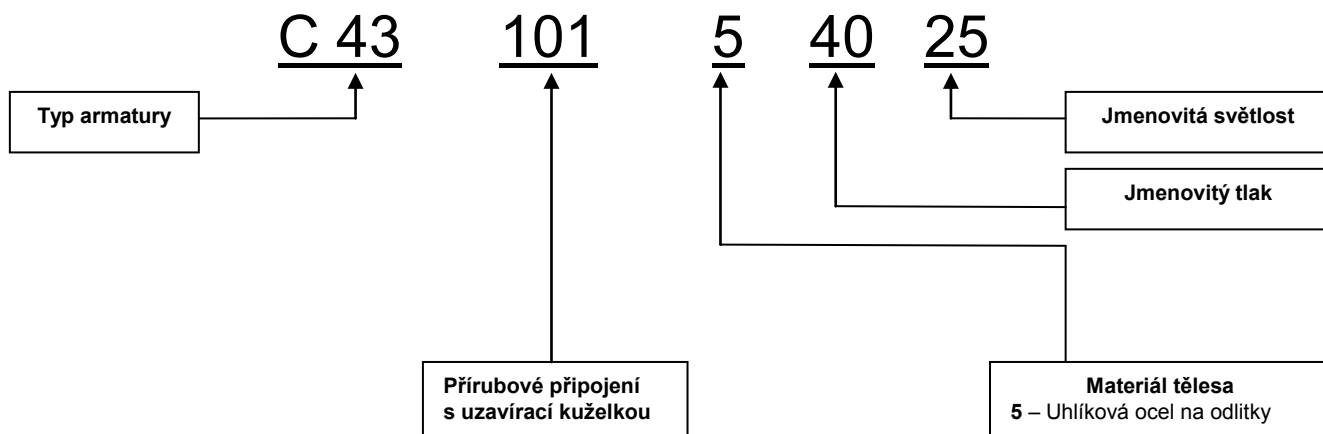 C 43 101 5 40 25
Typ armatury
Jmenovitá světlost
Jmenovitý tlak
Přírubové připojení
s uzavírací kuželkou
Materiál tělesa
5 – Uhlíková ocel na odlitky